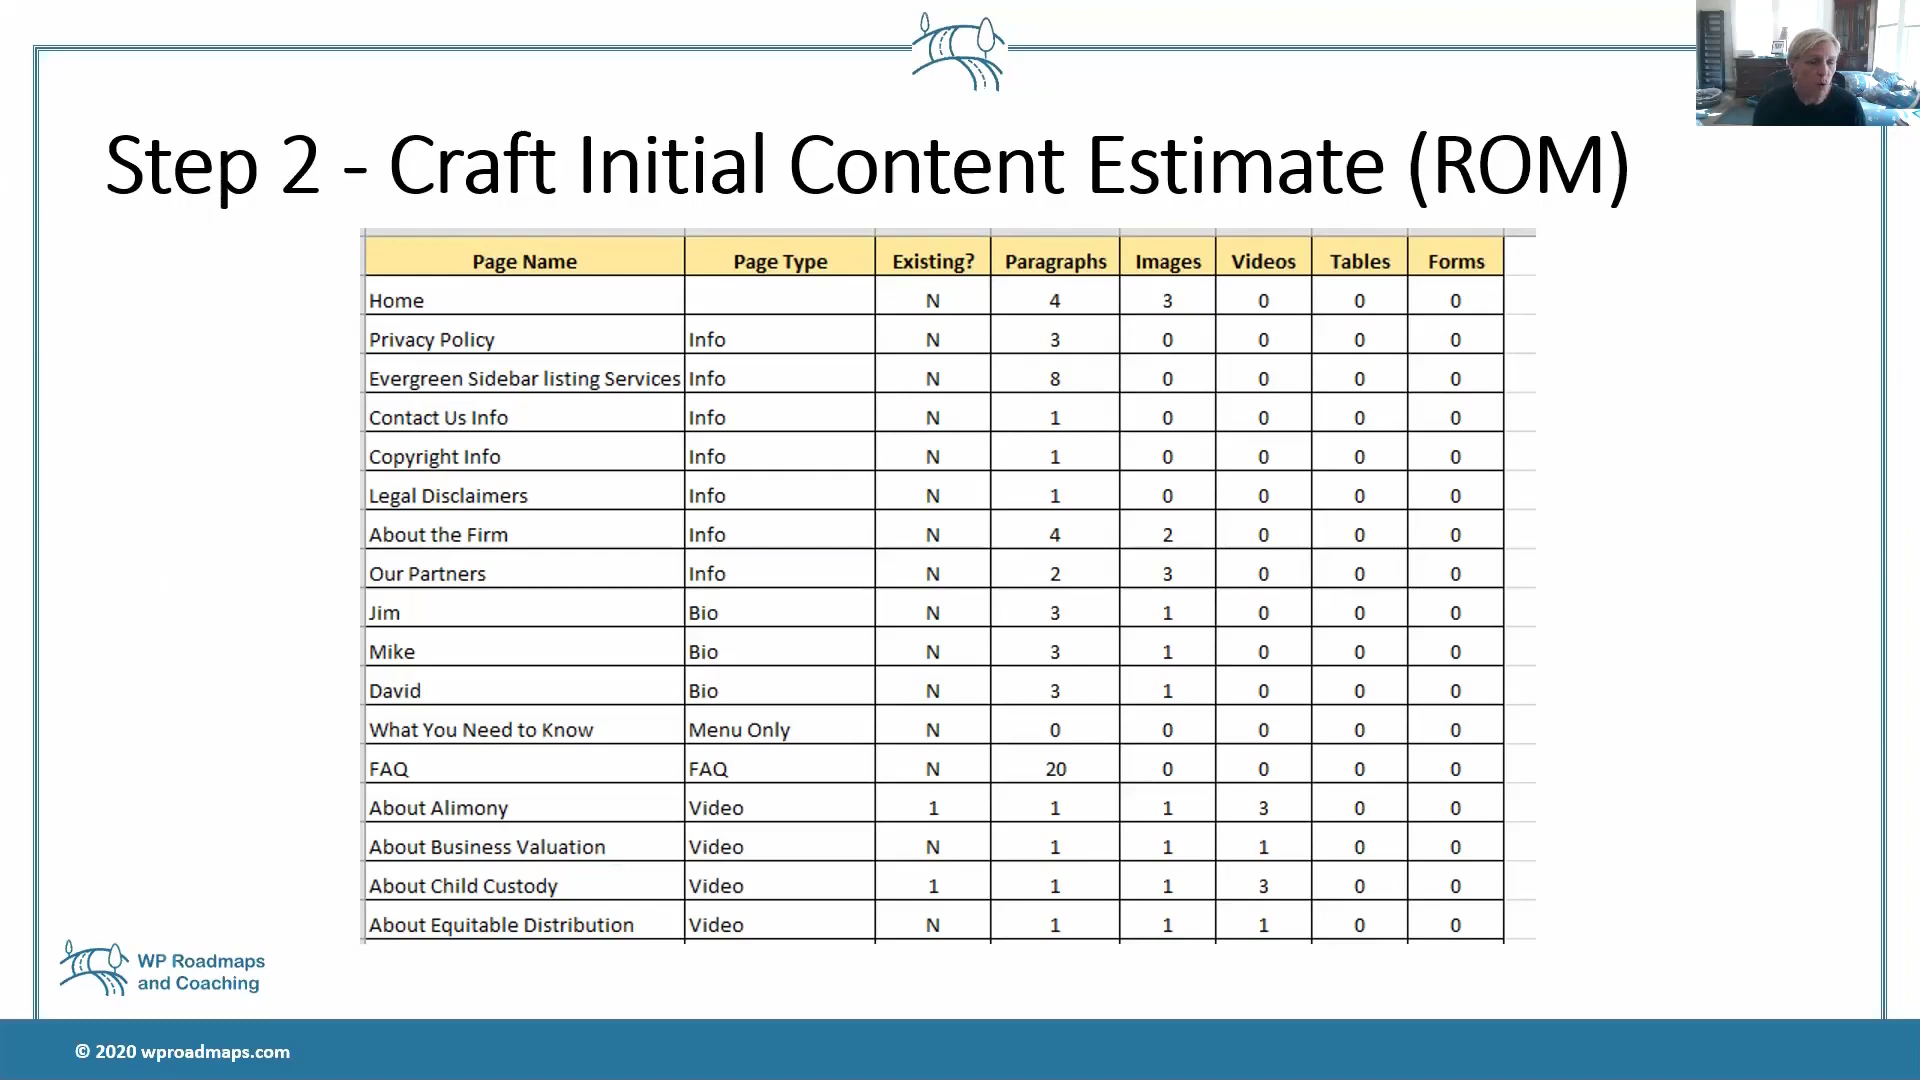 Step 2 - Craft Initial Content Estimate (ROM)
Page Name Page Type Existing? Paragraphs Images Videos Tables Forms
Home N 4 3 0 0 0
Privacy Policy Info N 3 0 0 0 0
Evergreen Sidebar listing Services Info N 8 0 0 0 0
Contact Us Info Info N 1 0 0 0 0
Copyright Info Info N 1 0 0 0 0
Legal Disclaimers Info N 1 0 0 0 0
About the Firm Info N 4 2 0 0 0
Our Partners Info N 2 3 0 0 0
Jim Bio N 3 1 0 0 0
Mike Bio N 3 1 0 0 0
David Bio N 3 1 0 0 0
What You Need to Know Menu Only N 0 0 0 0 0
FAQ FAQ N 20 0 0 0 0
About Alimony Video 1 1 1 3 0 0
About Business Valuation Video N 1 1 1 0 0
About Child Custody Video 1 1 1 3 0 0
About Equitable Distribution Video N 1 1 1 0 0
WP Roadmaps
and Coaching
© 2020 wproadmaps.com